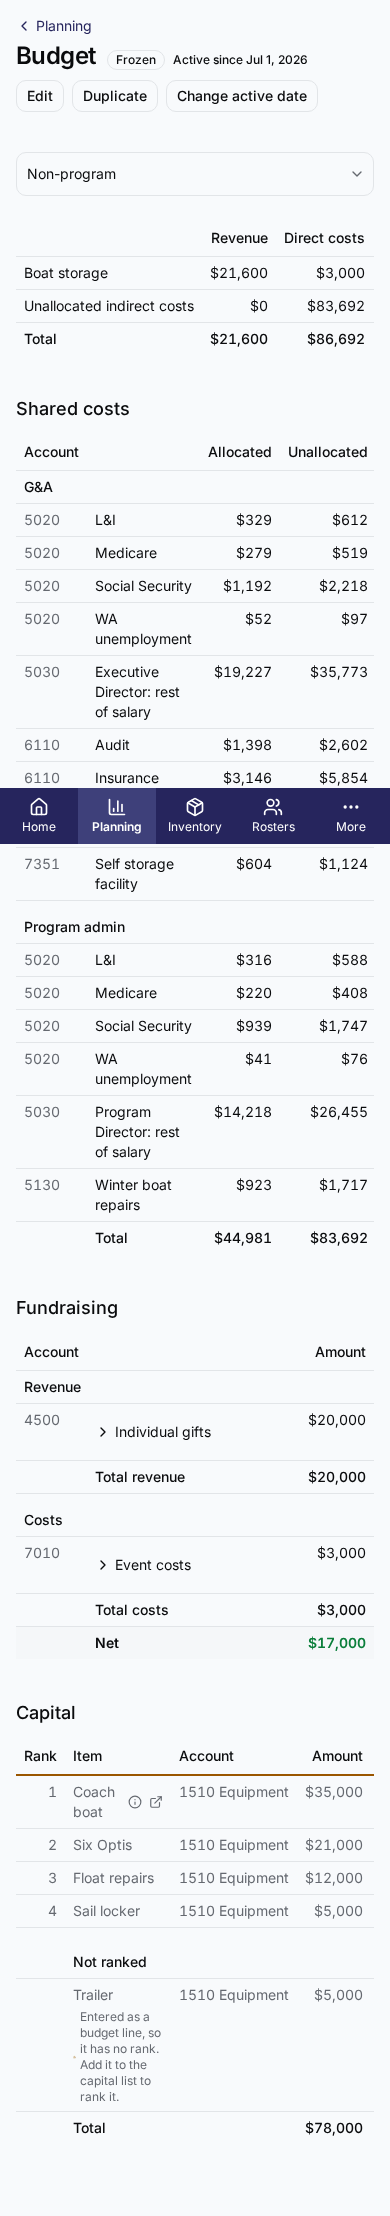 Planning
Budget Frozen Active since Jul 1, 2026
Edit Duplicate Change active date
Non-program
Revenue Direct costs
Boat storage $21,600 $3,000
Unallocated indirect costs $0 $83,692
Total $21,600 $86,692
Shared costs
Account Allocated Unallocated
G&A
5020 L&I $329 $612
5020 Medicare $279 $519
5020 Social Security $1,192 $2,218
5020 WA $52 $97
unemployment
5030 Executive $19,227 $35,773
Director: rest
of salary
6110 Audit $1,398 $2,602
6110 Insurance $3,146 $5,854
Home Planning Inventory Rosters More
7351 Self storage $604 $1,124
facility
Program admin
5020 L&I $316 $588
5020 Medicare $220 $408
5020 Social Security $939 $1,747
5020 WA $41 $76
unemployment
5030 Program $14,218 $26,455
Director: rest
of salary
5130 Winter boat $923 $1,717
repairs
Total $44,981 $83,692
Fundraising
Account Amount
Revenue
4500 Individual gifts $20,000
Total revenue $20,000
Costs
7010 Event costs $3,000
Total costs $3,000
Net $17,000
Capital
Rank Item Account Amount
1 Coach 1510 Equipment $35,000
boat
2 Six Optis 1510 Equipment $21,000
3 Float repairs 1510 Equipment $12,000
4 Sail locker 1510 Equipment $5,000
Not ranked
Trailer 1510 Equipment $5,000
Entered as a
budget line, so
it has no rank.
Add it to the
capital list to
rank it.
Total $78,000